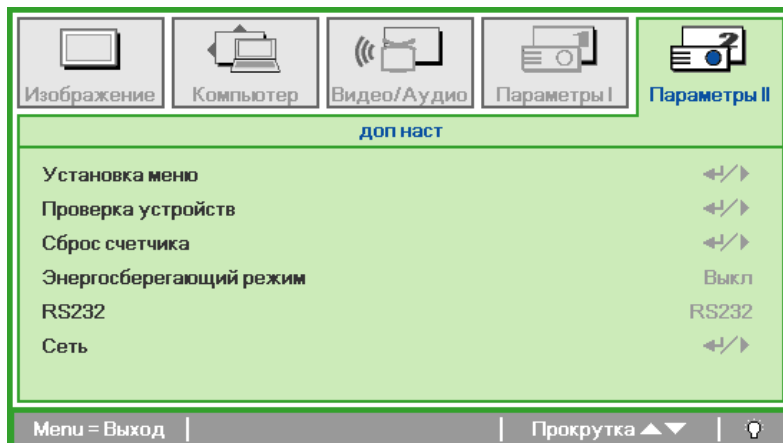 Изображение
Компьютер
Видео/Аудио
Параметры I
Параметры II
доп наст
Установка меню
Проверка устройств
Сброс счетчика
Энергосберегающий режим Выкл
RS232 RS232
Сеть
Menu = Выход
Прокрутка